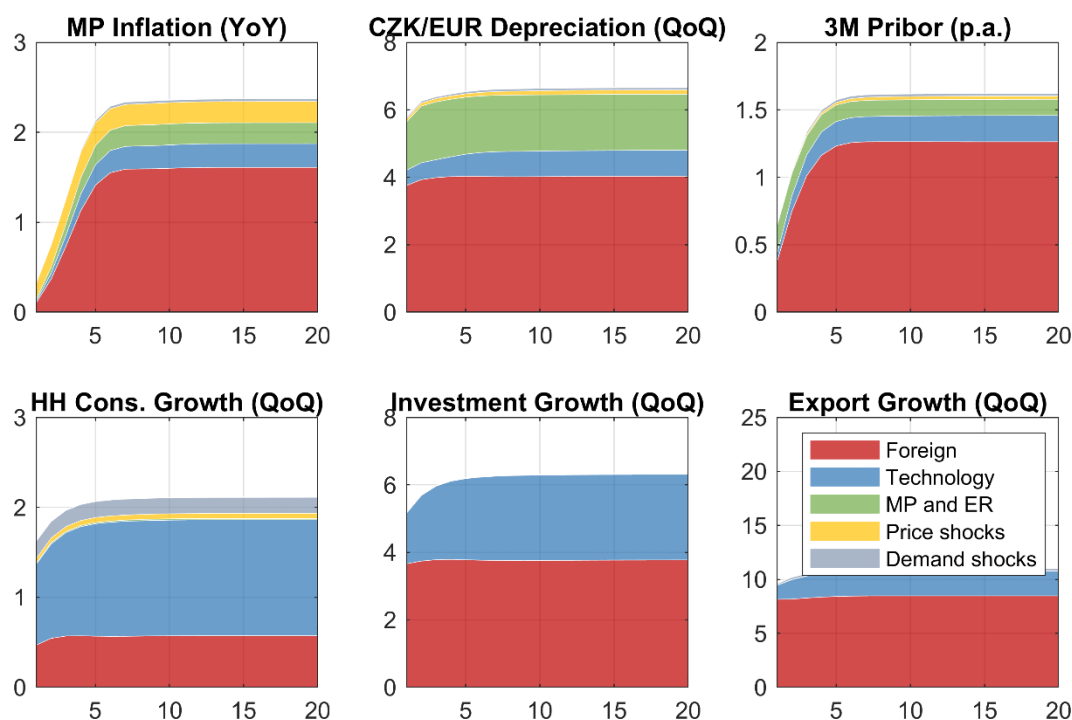 MP Inflation (YoY)
3
2
1
0
5 10 15 20
CZK/EUR Depreciation (QoQ)
8
6
4
2
0
5 10 15 20
3M Pribor (p.a.)
2
1.5
1
0.5
0
5 10 15 20
HH Cons. Growth (QoQ)
3
2
1
0
5 10 15 20
Investment Growth (QoQ)
8
6
4
2
0
5 10 15 20
Export Growth (QoQ)
25
20
15
10
5
0
Foreign
Technology
MP and ER
Price shocks
Demand shocks
5 10 15 20